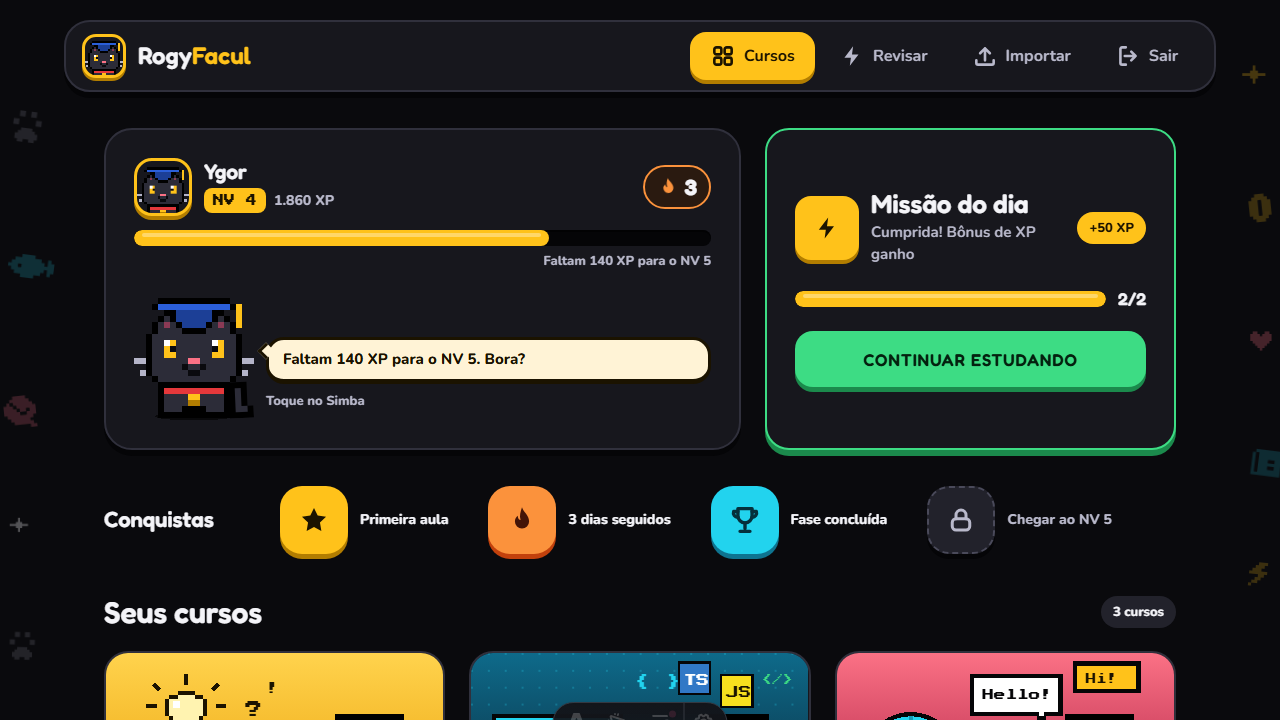 RogyFacul
Cursos
Revisar
Importar
Sair
Ygor
NV 4
1.860 XP
3
Faltam 140 XP para o NV 5
Faltam 140 XP para o NV 5. Bora?
Toque no Simba
Missão do dia
Cumprida! Bônus de XP
ganho
+50 XP
2/2
CONTINUAR ESTUDANDO
Conquistas
Primeira aula
3 dias seguidos
Fase concluída
Chegar ao NV 5
Seus cursos
3 cursos
! ?
{ } TS JS </>
Hello!
Hi!